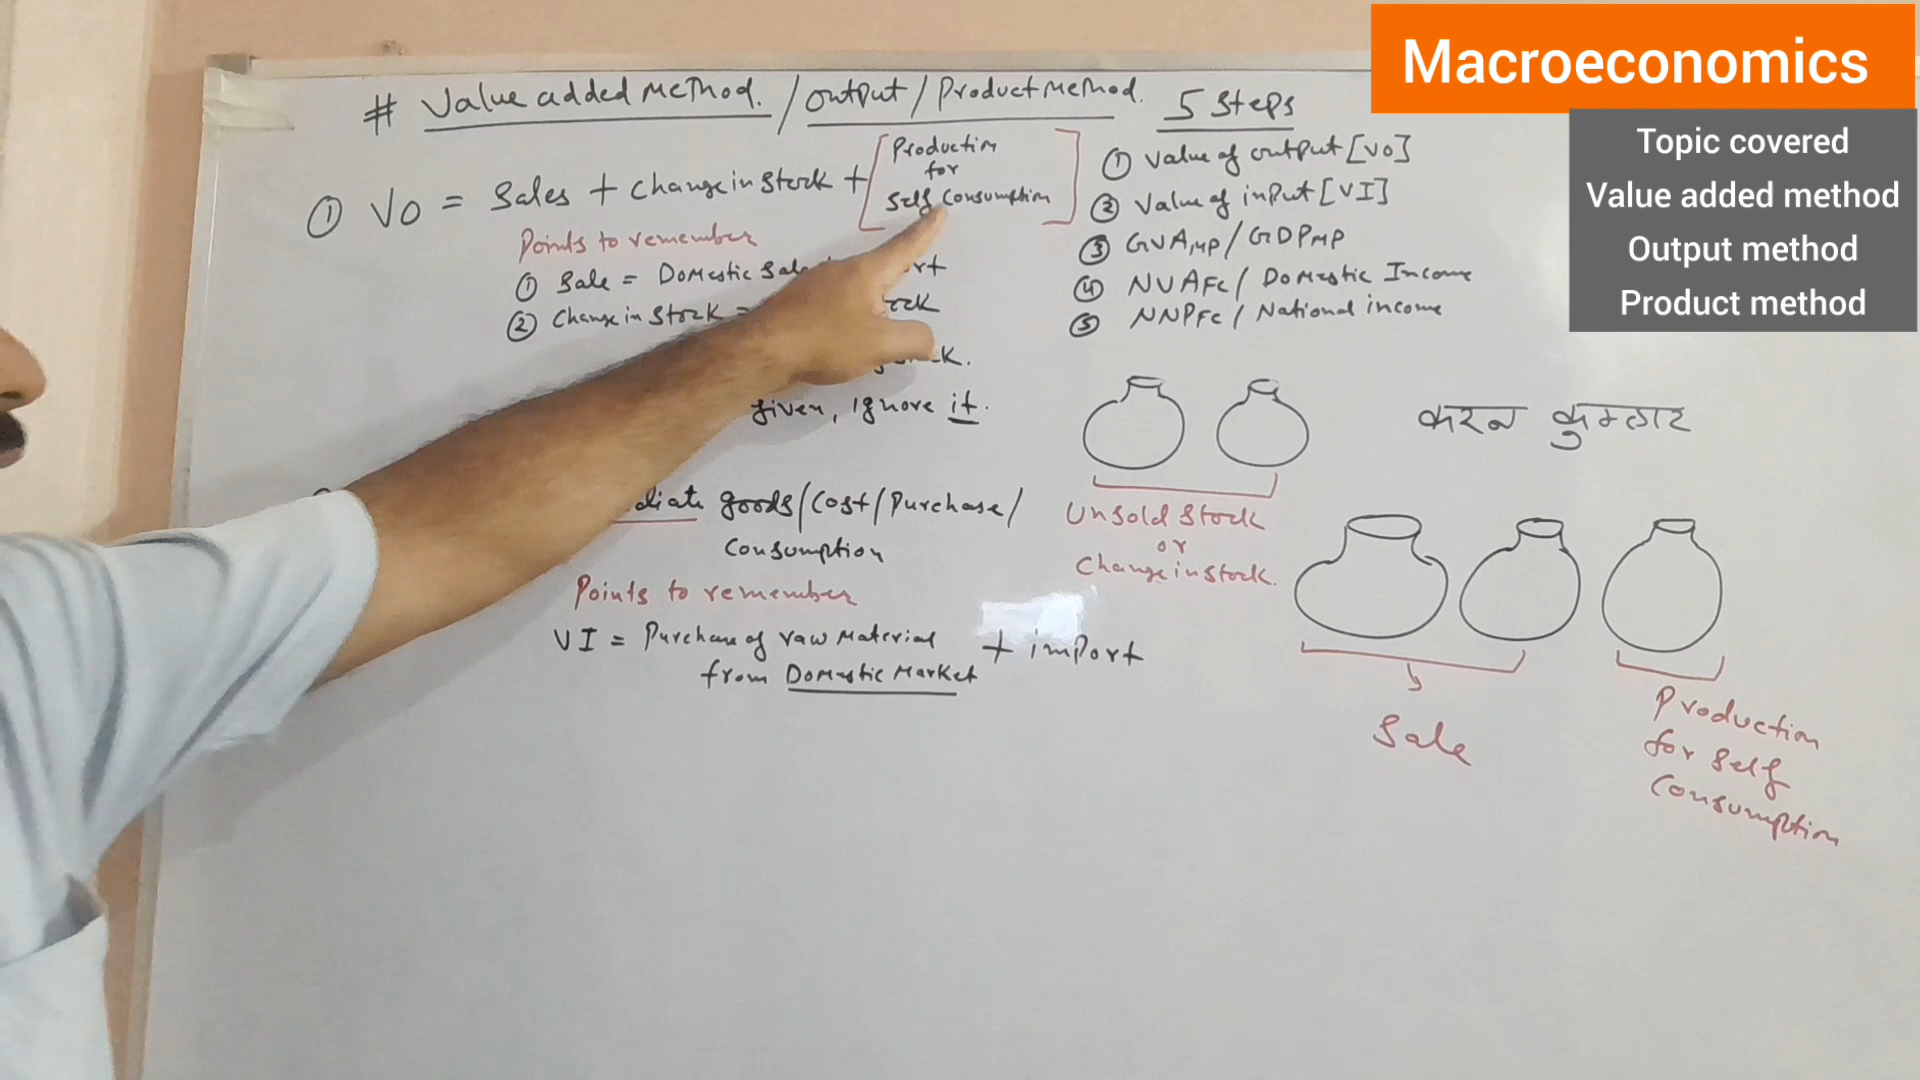 Macroeconomics
Topic covered
Value added method
Output method
Product method
# Value added Method. / Output / Product Method.
① VO = Sales + change in stock + [Production for Self Consumption]
Points to remember
① Sale = Domestic Sale
② Change in Stock =
given, ignore it.
goods/Cost/Purchase/
Consumption
Points to remember
VI = Purchase of raw Material + import
from Domestic Market
5 Steps
① Value of output [VO]
② Value of input [VI]
③ GVAMP / GDPMP
④ NVAFC / Domestic Income
⑤ NNPFC / National income
करन कुम्हार
Unsold Stock
or
Change in stock.
Sale
Production
for Self
Consumption